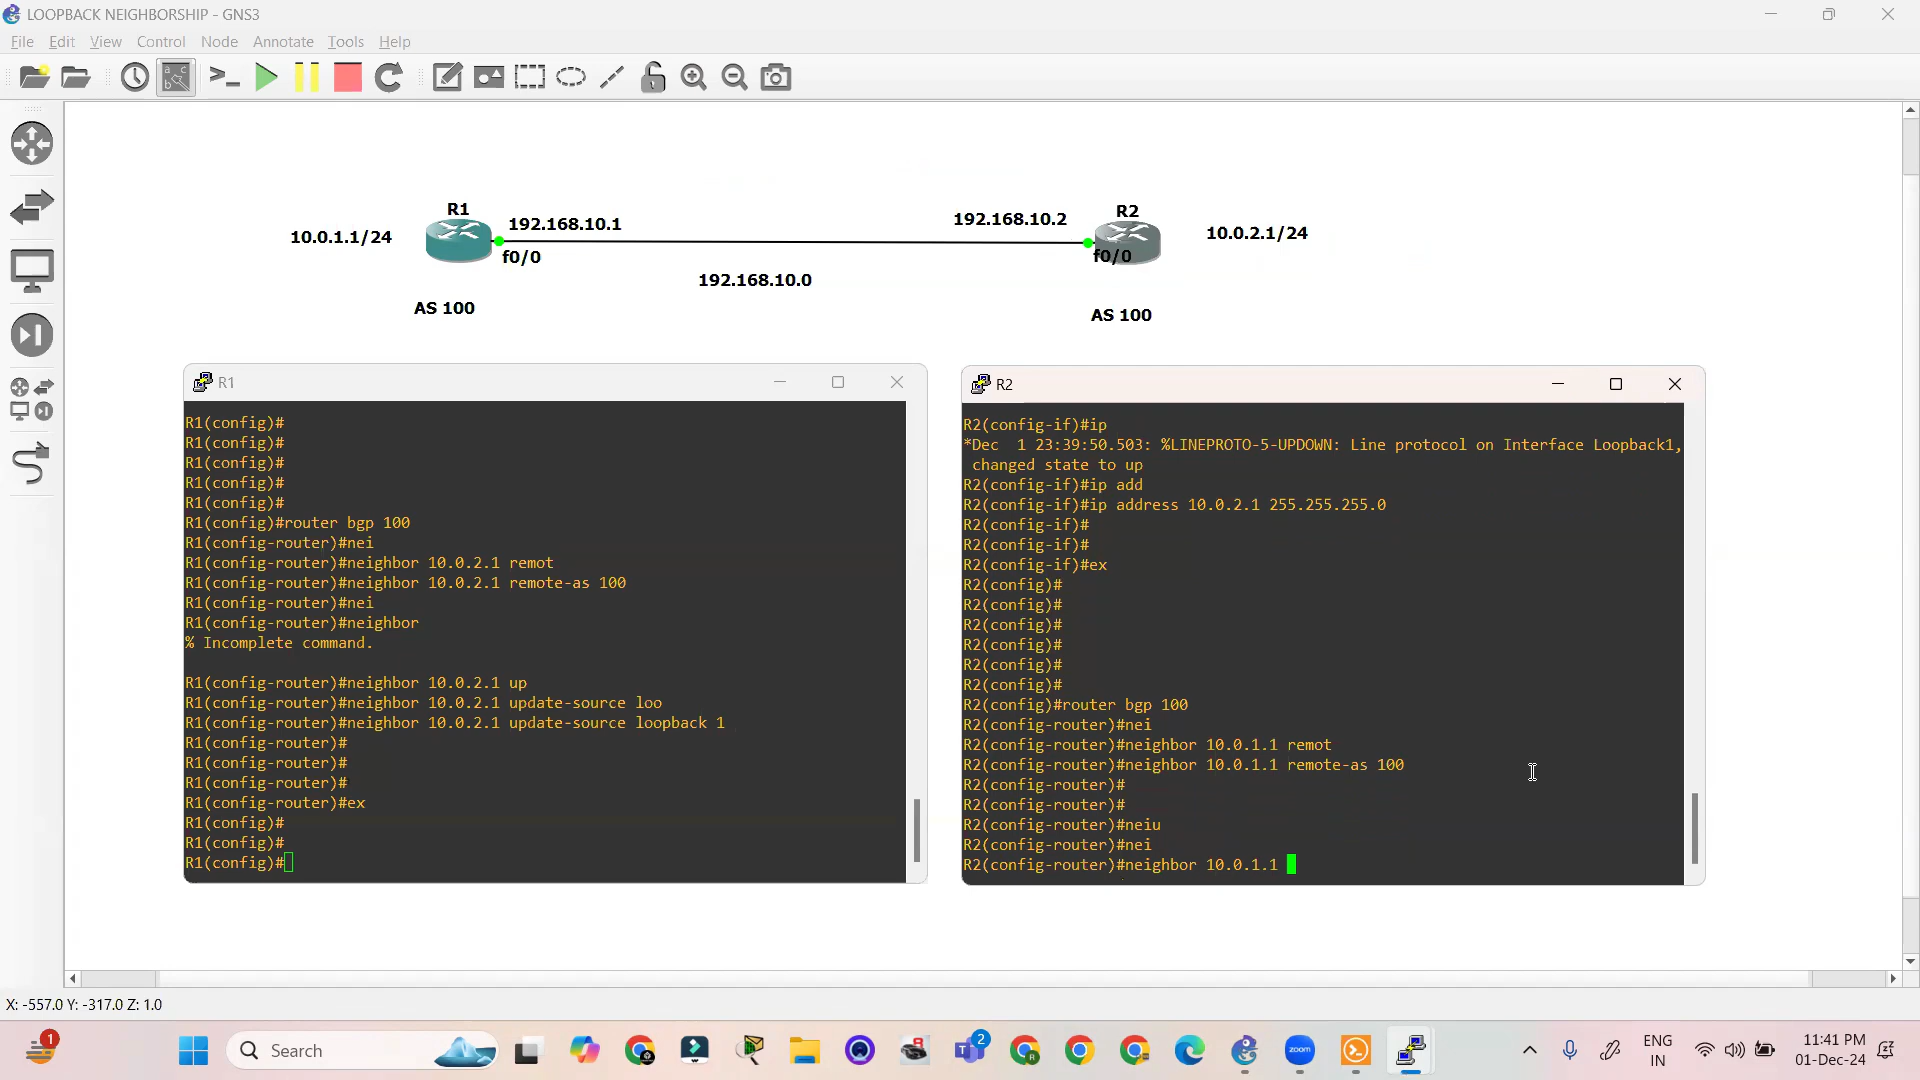 LOOPBACK NEIGHBORSHIP - GNS3
File Edit View Control Node Annotate Tools Help
R1
R2
192.168.10.1
192.168.10.2
10.0.1.1/24
10.0.2.1/24
f0/0
f0/0
192.168.10.0
AS 100
AS 100
R1
R1(config)#
R1(config)#
R1(config)#
R1(config)#
R1(config)#
R1(config)#router bgp 100
R1(config-router)#nei
R1(config-router)#neighbor 10.0.2.1 remot
R1(config-router)#neighbor 10.0.2.1 remote-as 100
R1(config-router)#nei
R1(config-router)#neighbor
% Incomplete command.
R1(config-router)#neighbor 10.0.2.1 up
R1(config-router)#neighbor 10.0.2.1 update-source loo
R1(config-router)#neighbor 10.0.2.1 update-source loopback 1
R1(config-router)#
R1(config-router)#
R1(config-router)#
R1(config-router)#ex
R1(config)#
R1(config)#
R1(config)#
R2
R2(config-if)#ip
*Dec  1 23:39:50.503: %LINEPROTO-5-UPDOWN: Line protocol on Interface Loopback1,
changed state to up
R2(config-if)#ip add
R2(config-if)#ip address 10.0.2.1 255.255.255.0
R2(config-if)#
R2(config-if)#
R2(config-if)#ex
R2(config)#
R2(config)#
R2(config)#
R2(config)#
R2(config)#
R2(config)#
R2(config)#router bgp 100
R2(config-router)#nei
R2(config-router)#neighbor 10.0.1.1 remot
R2(config-router)#neighbor 10.0.1.1 remote-as 100
R2(config-router)#
R2(config-router)#
R2(config-router)#neiu
R2(config-router)#nei
R2(config-router)#neighbor 10.0.1.1
X: -557.0 Y: -317.0 Z: 1.0
1
Search
2
zoom
ENG
IN
11:41 PM
01-Dec-24